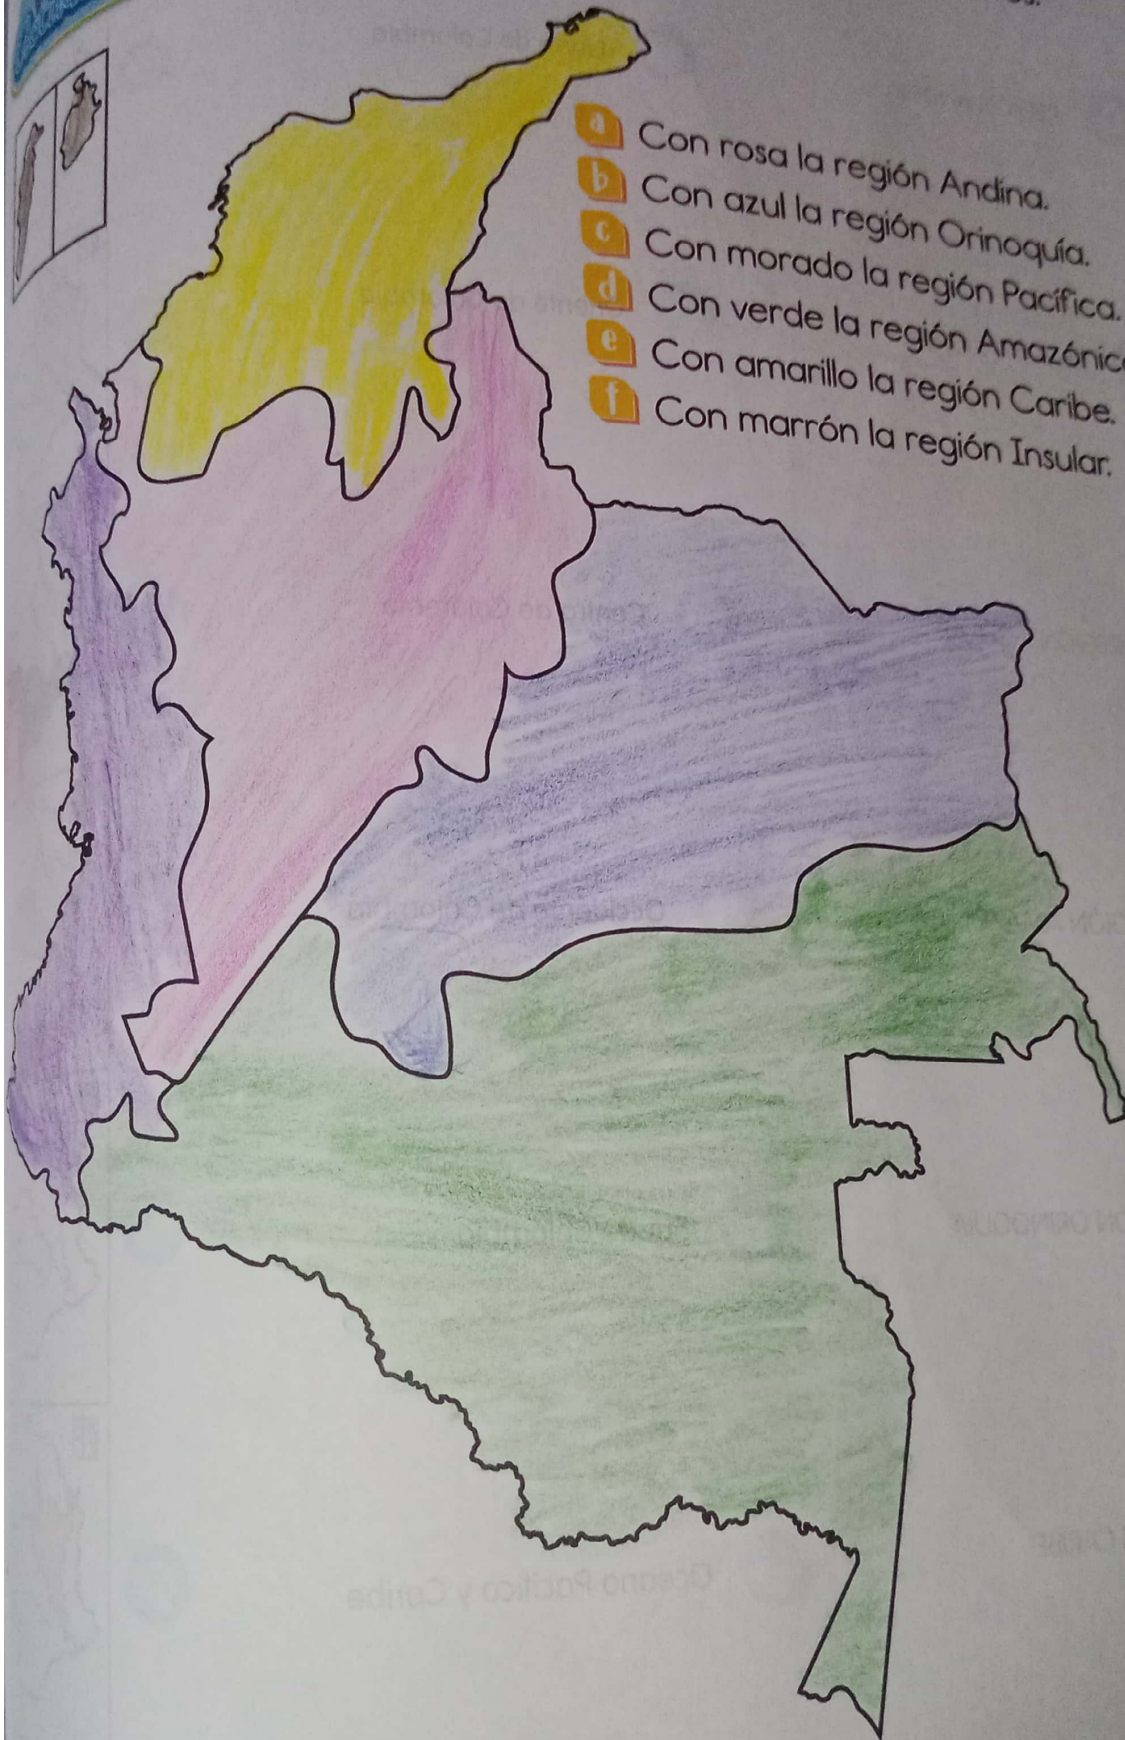 a Con rosa la región Andina.
b Con azul la región Orinoquía.
c Con morado la región Pacífica.
d Con verde la región Amazónic
e Con amarillo la región Caribe.
f Con marrón la región Insular.